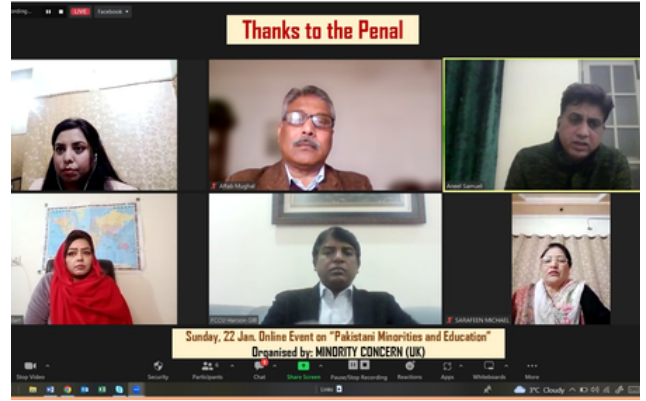 LIVE
Facebook
Thanks to the Penal
Aftab Mughal
Aneel Samuel
FCCU Haroon Gill
SARAFEEN MICHAEL
Sunday, 22 Jan. Online Event on "Pakistani Minorities and Education"
Organised by: MINORITY CONCERN (UK)
Stop Video
Security
Participants
Chat
Share Screen
Pause/Stop Recording
Reactions
Apps
Whiteboards
More
Links
3°C Cloudy